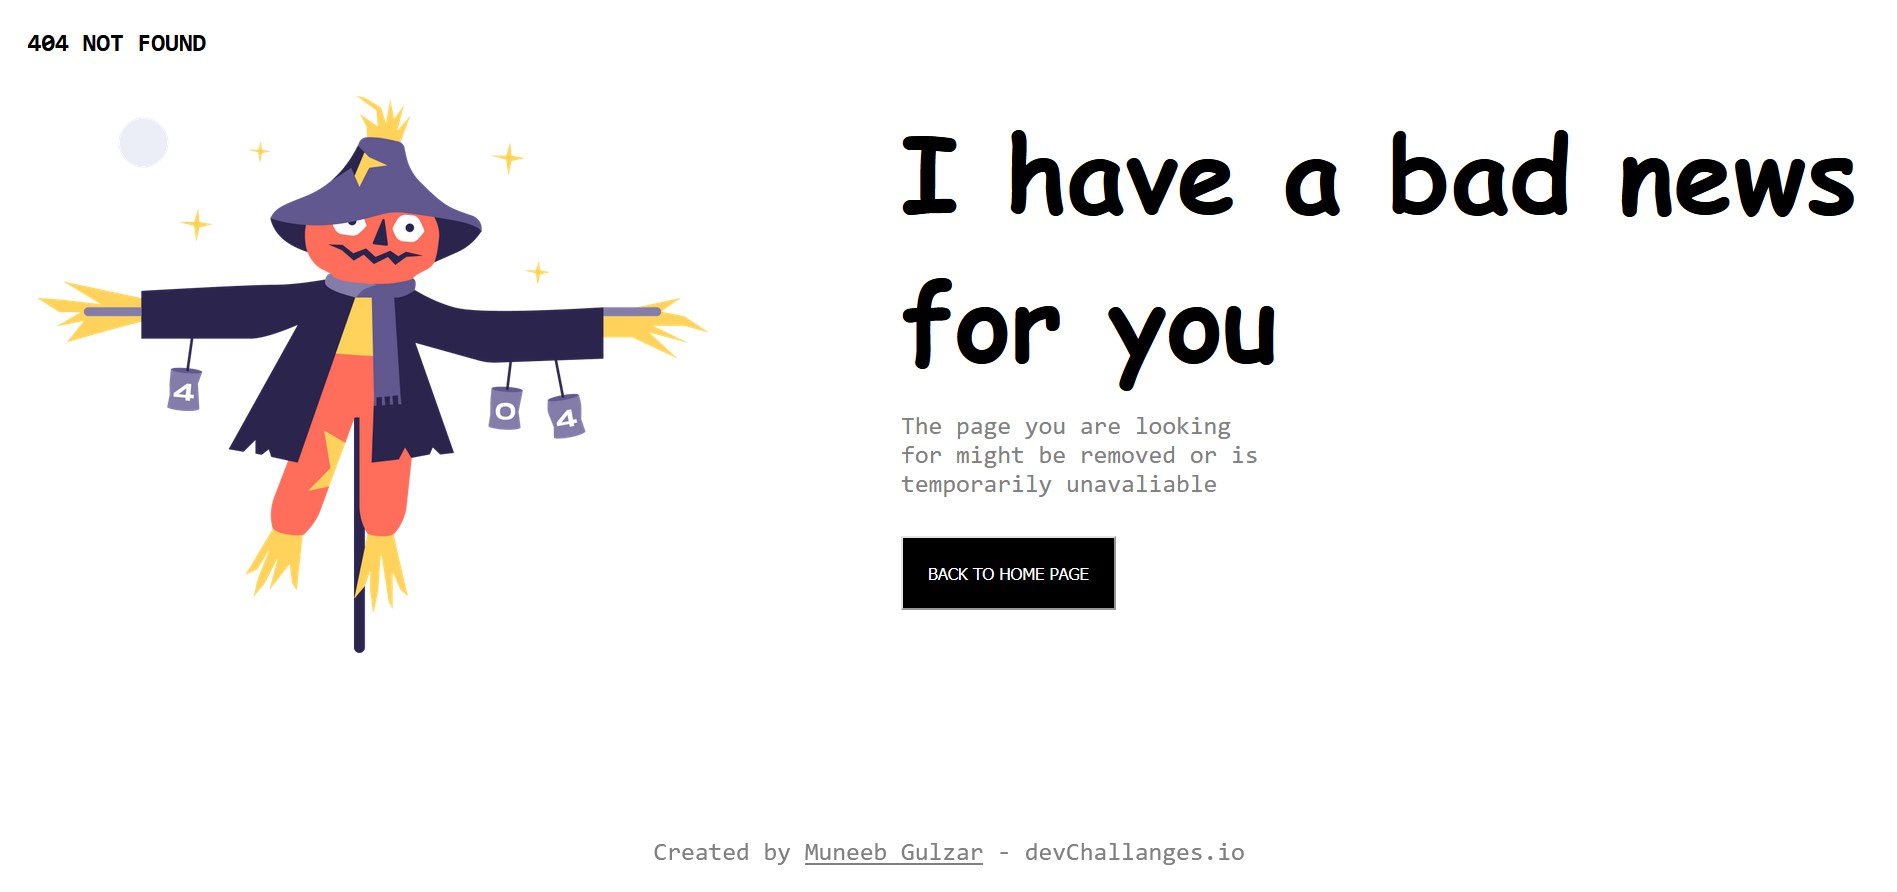 404 NOT FOUND
I have a bad news
for you
4
0
4
The page you are looking
for might be removed or is
temporarily unavaliable
BACK TO HOME PAGE
Created by Muneeb Gulzar - devChallanges.io